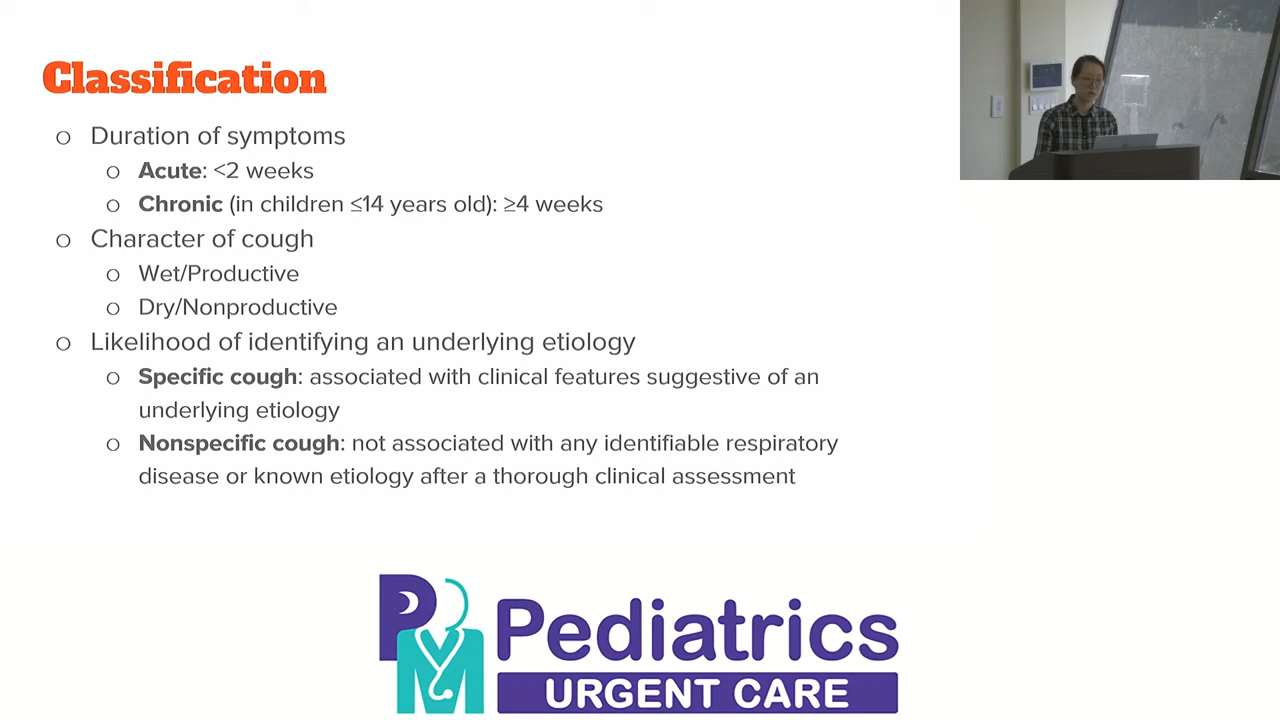 Classification
o Duration of symptoms
o Acute: <2 weeks
o Chronic (in children ≤14 years old): ≥4 weeks
o Character of cough
o Wet/Productive
o Dry/Nonproductive
o Likelihood of identifying an underlying etiology
o Specific cough: associated with clinical features suggestive of an
underlying etiology
o Nonspecific cough: not associated with any identifiable respiratory
disease or known etiology after a thorough clinical assessment
PM Pediatrics
URGENT CARE